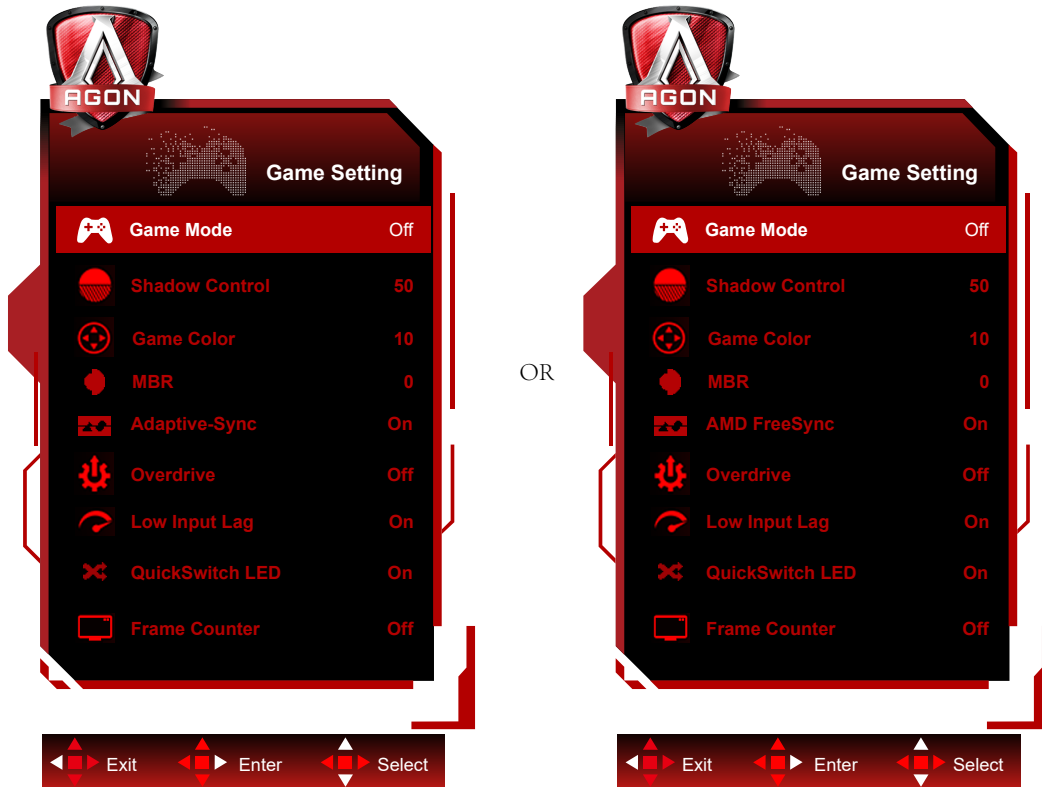 AGON
Game Setting
Game Mode Off
Shadow Control 50
Game Color 10
MBR 0
Adaptive-Sync On
Overdrive Off
Low Input Lag On
QuickSwitch LED On
Frame Counter Off
Exit Enter Select
OR
AGON
Game Setting
Game Mode Off
Shadow Control 50
Game Color 10
MBR 0
AMD FreeSync On
Overdrive Off
Low Input Lag On
QuickSwitch LED On
Frame Counter Off
Exit Enter Select